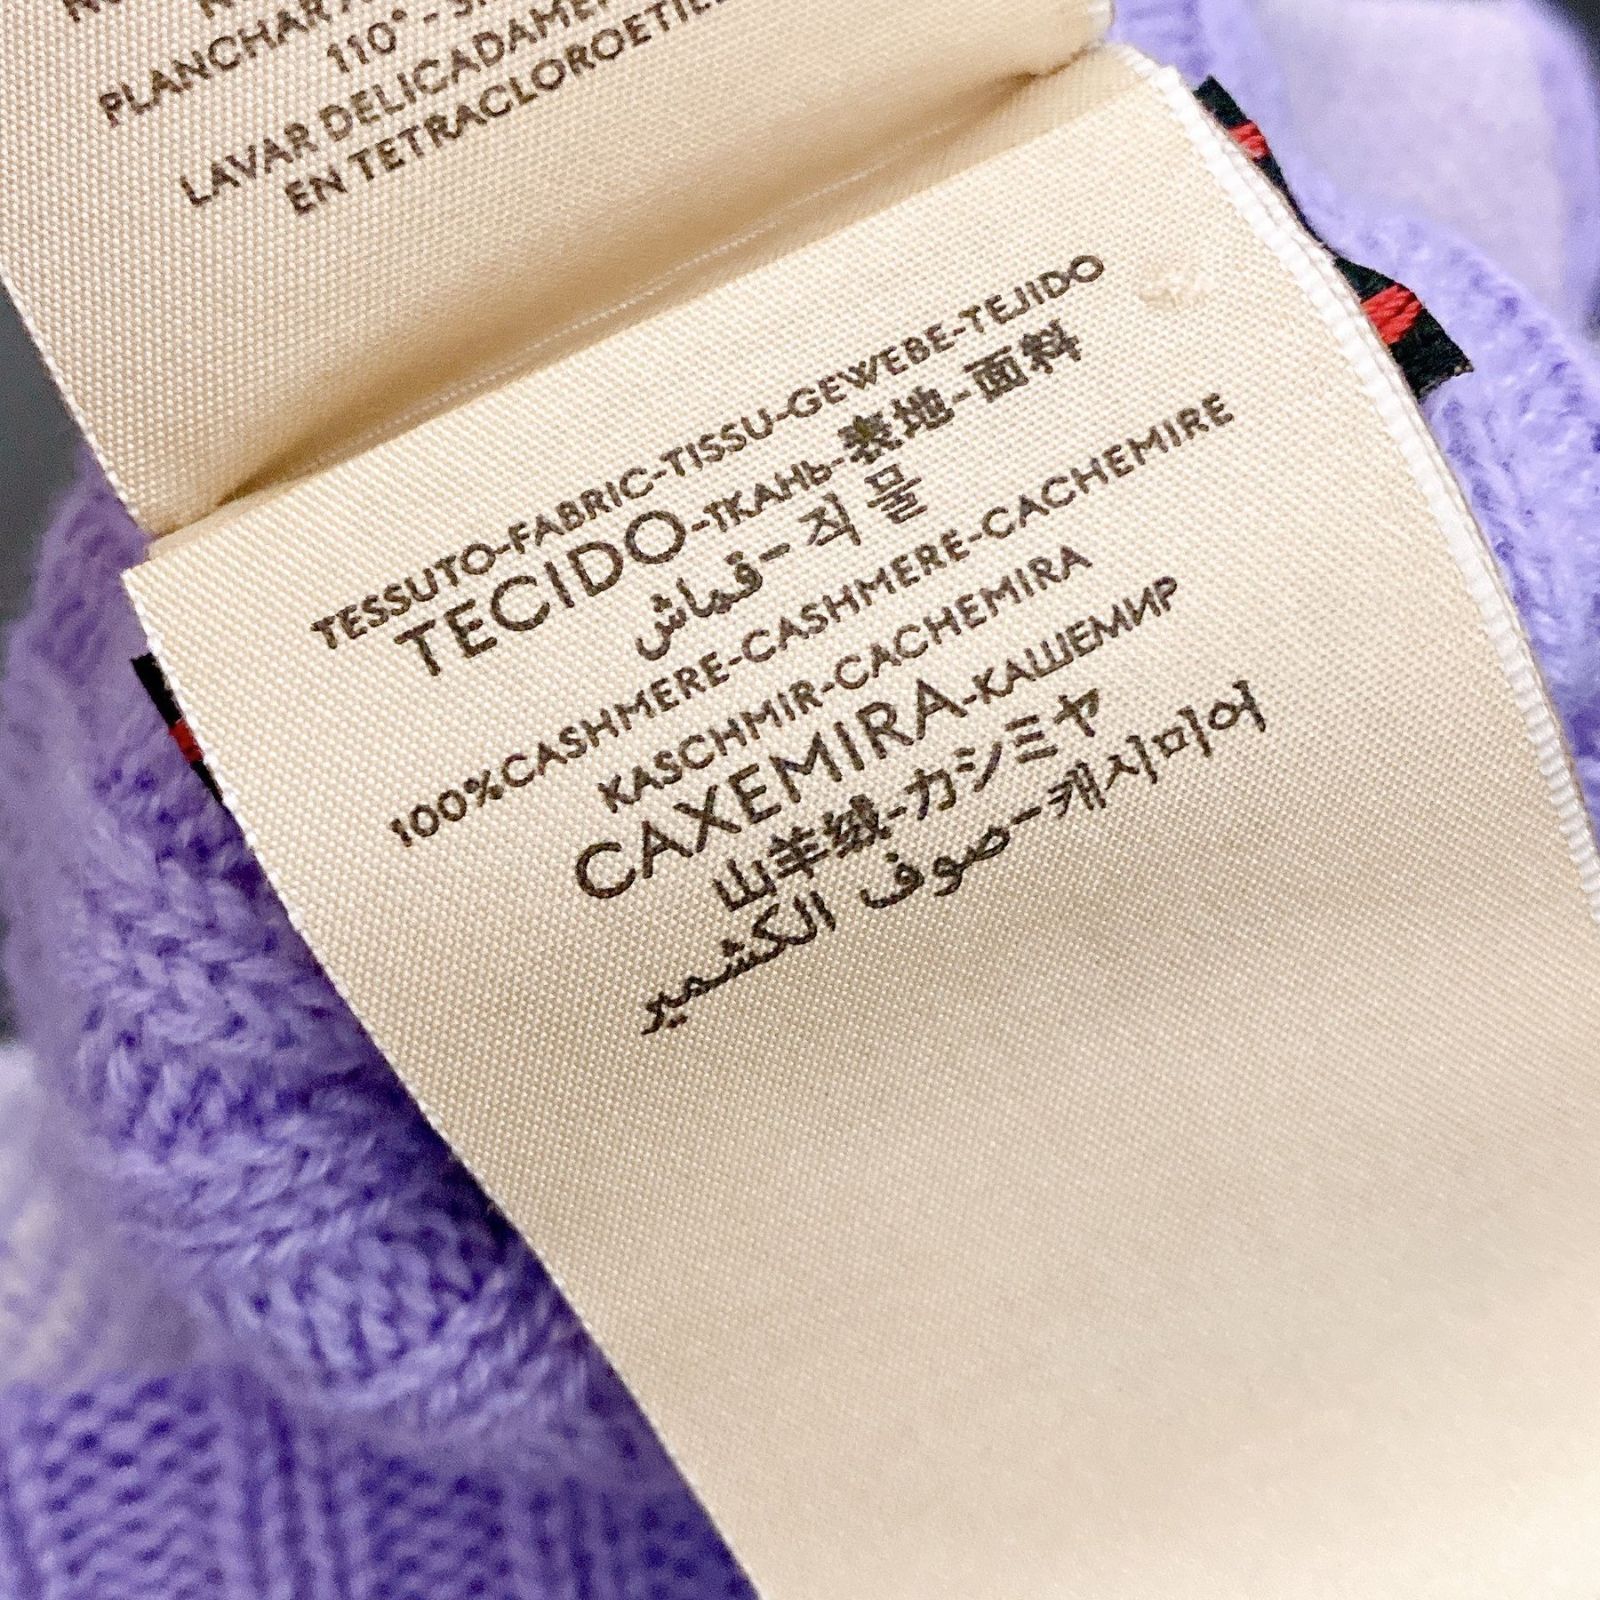 PLANCHAR
110°
LAVAR
EN TETRACLOROETIL
TESSUTO-FABRIC-TISSU-GEWEBE-TEJIDO
TECIDO-ТКАНЬ-表地-面料
قماش-직물
100%CASHMERE-CASHMERE-CACHEMIRE
KASCHMIR-CACHEMIRA
CAXEMIRA-КАШЕМИР
山羊绒-カシミヤ
صوف الكشمير-캐시미어